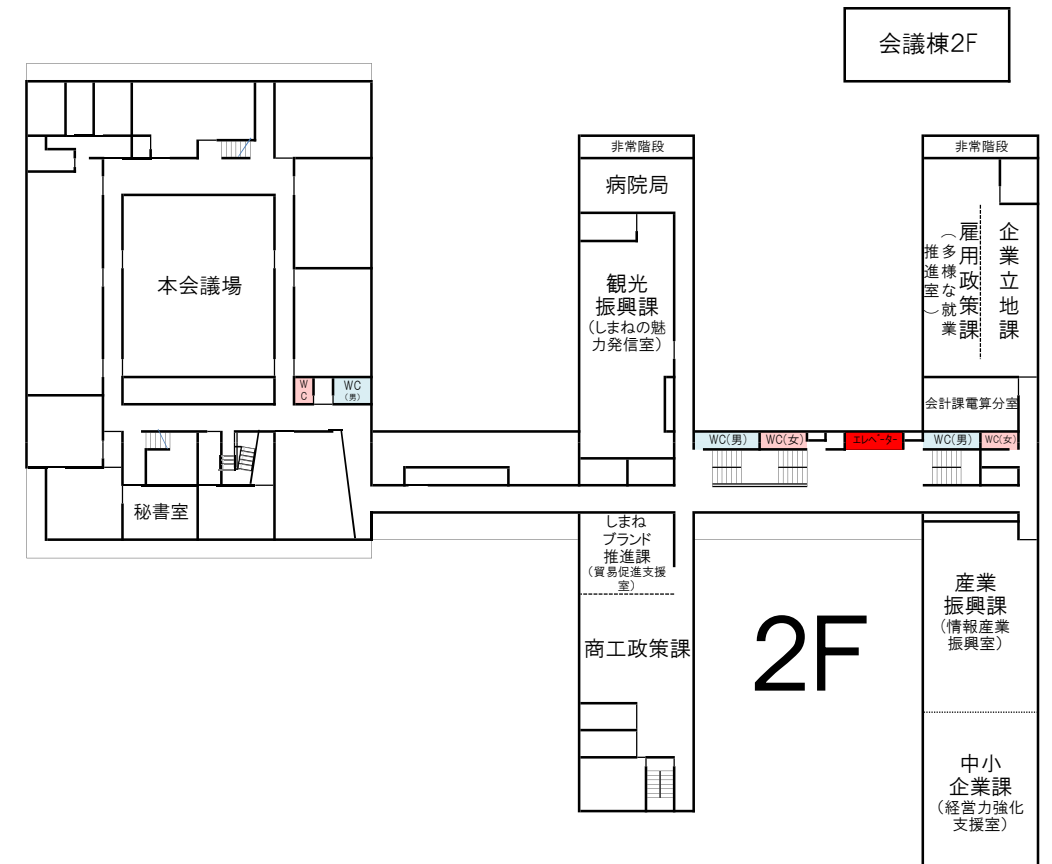 会議棟2F
非常階段
病院局
観光
振興課
(しまねの魅
力発信室)
本会議場
W
C
WC
(男)
秘書室
しまね
ブランド
推進課
(貿易促進支援
室)
商工政策課
WC(男)
WC(女)
エレベーター
WC(男)
WC(女)
非常階段
企業立地課
雇用政策課
(多様な就業
推進室)
会計課電算分室
2F
産業
振興課
(情報産業
振興室)
中小
企業課
(経営力強化
支援室)